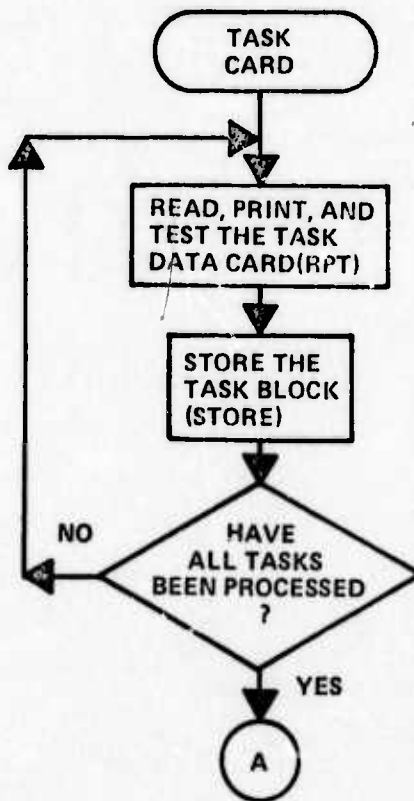 TASK
CARD
READ, PRINT, AND
TEST THE TASK
DATA CARD(RPT)
STORE THE
TASK BLOCK
(STORE)
NO
HAVE
ALL TASKS
BEEN PROCESSED
?
YES
A